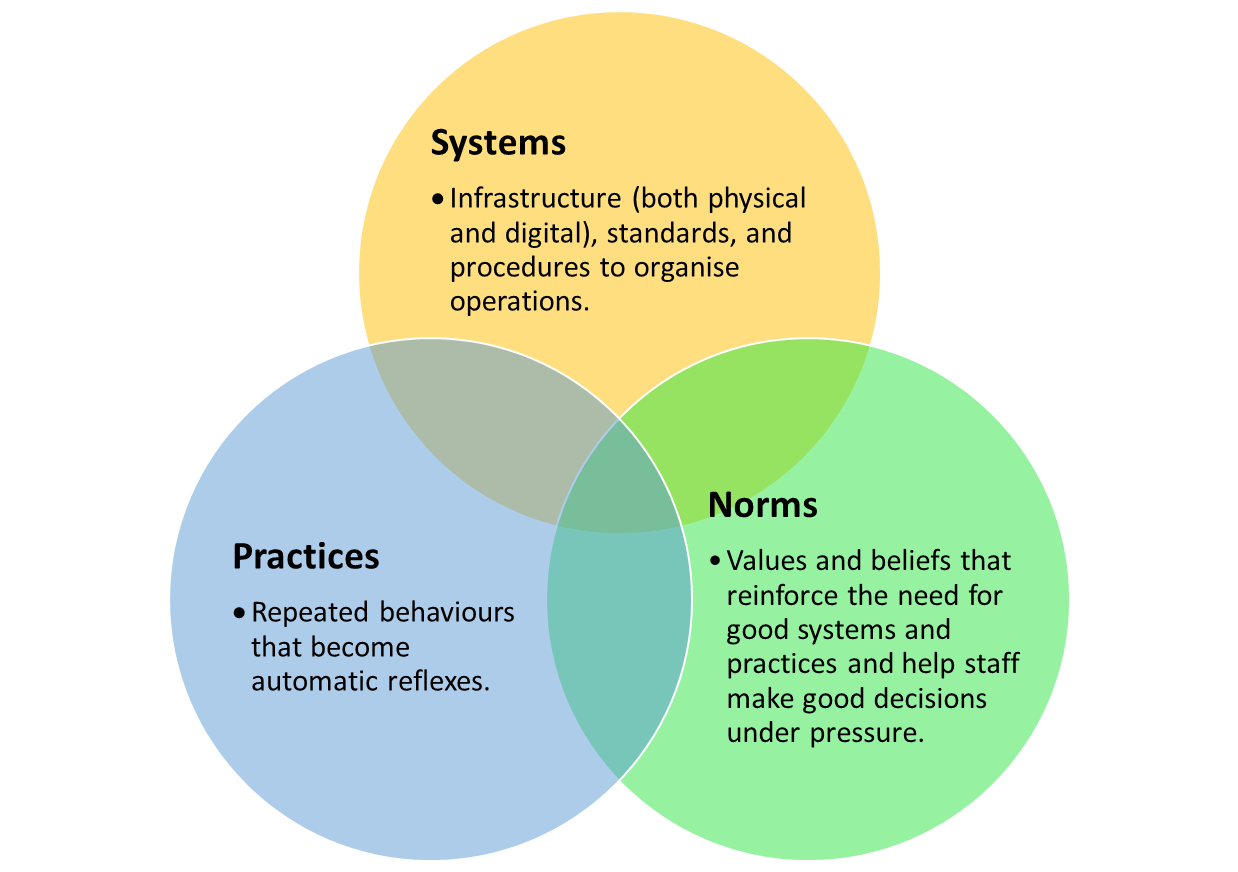 Systems
• Infrastructure (both physical
and digital), standards, and
procedures to organise
operations.
Practices
• Repeated behaviours
that become
automatic reflexes.
Norms
• Values and beliefs that
reinforce the need for
good systems and
practices and help staff
make good decisions
under pressure.